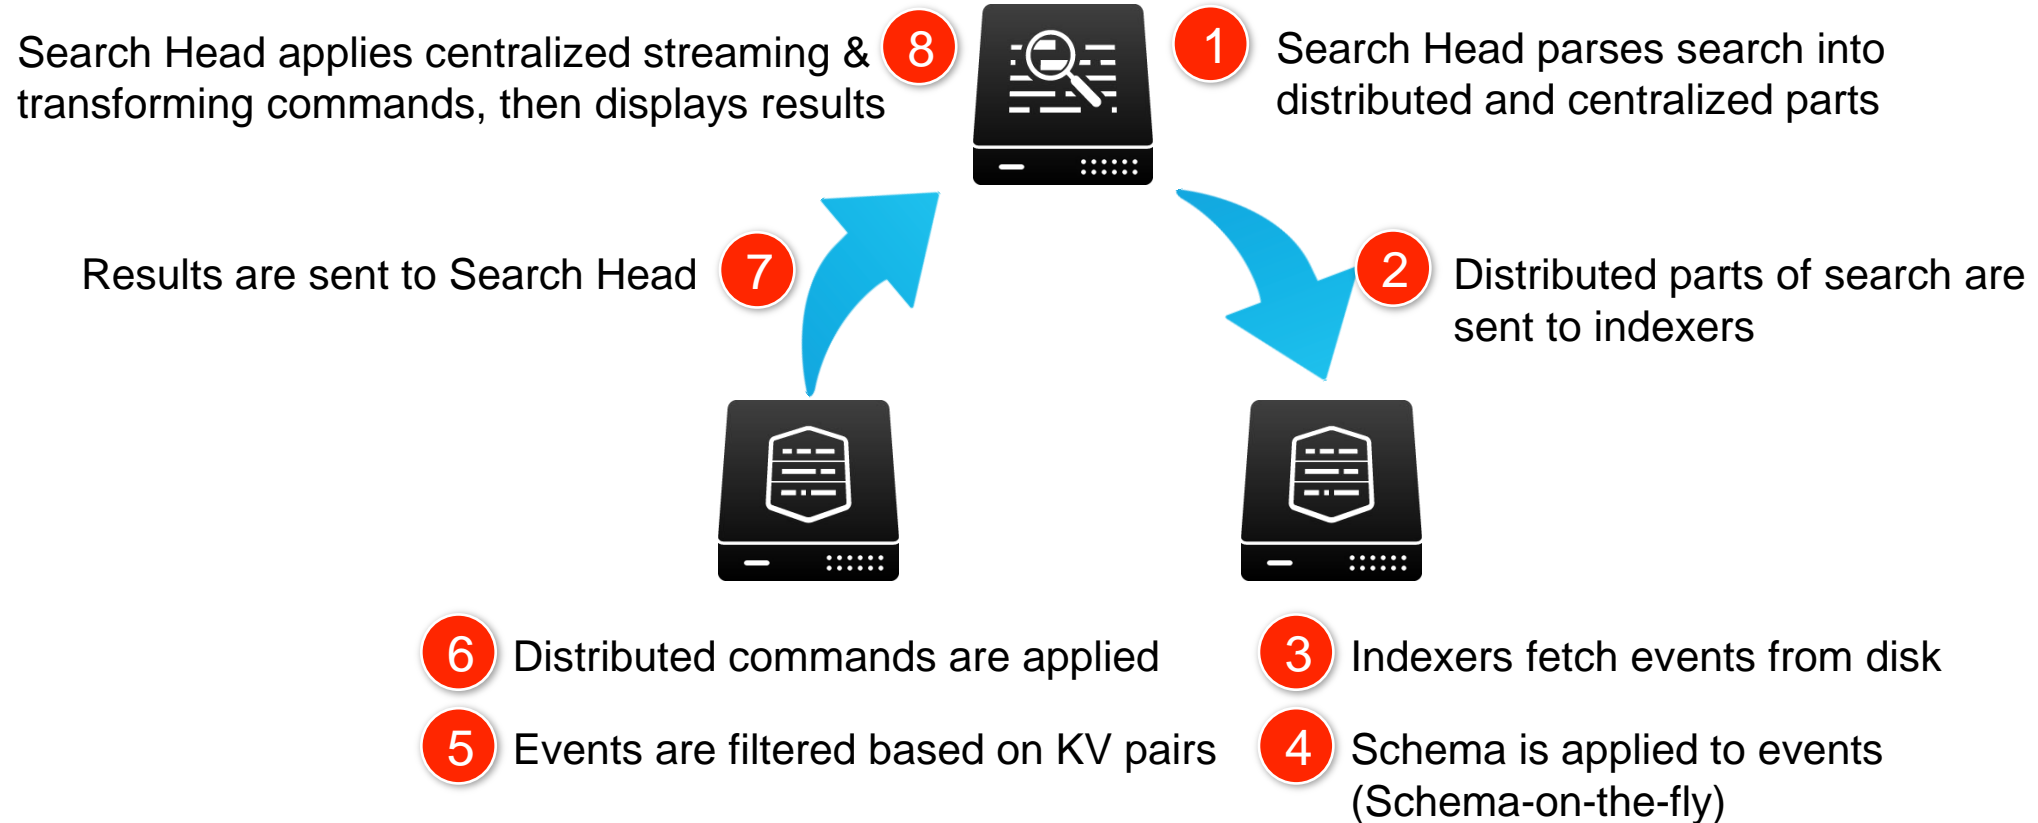 1
Search Head parses search into
distributed and centralized parts
2
Distributed parts of search are
sent to indexers
3
Indexers fetch events from disk
4
Schema is applied to events
(Schema-on-the-fly)
5
Events are filtered based on KV pairs
6
Distributed commands are applied
7
Results are sent to Search Head
8
Search Head applies centralized streaming &
transforming commands, then displays results